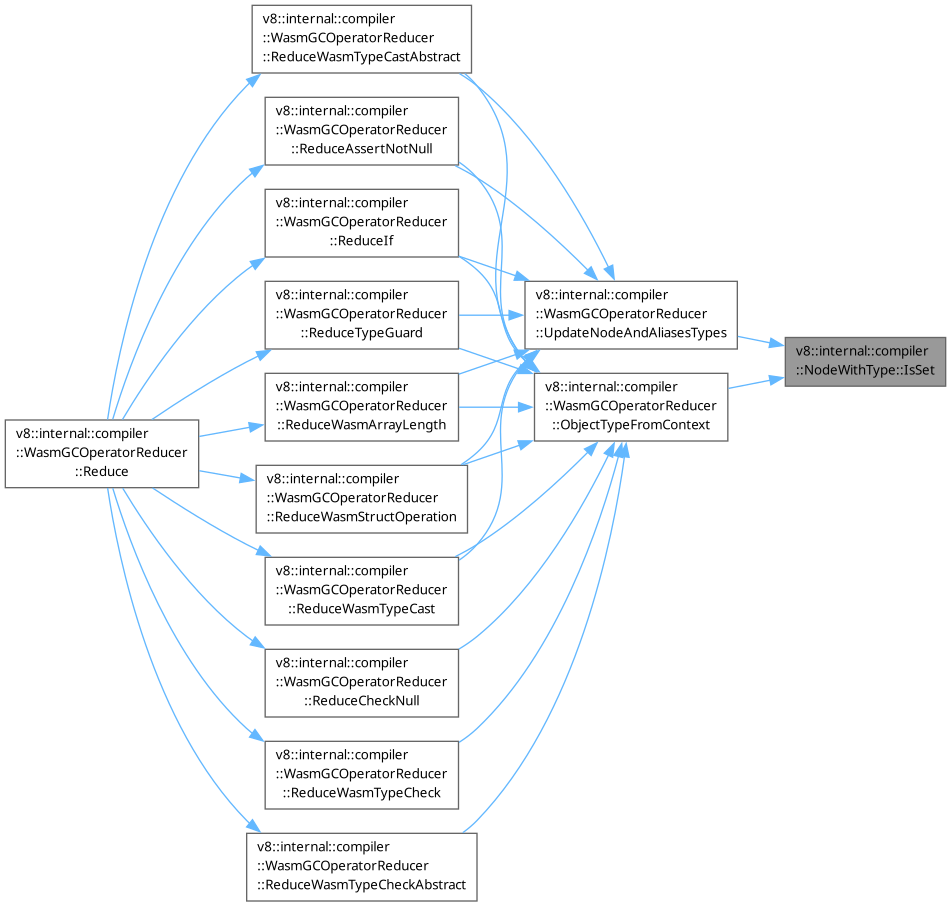 v8::internal::compiler
::WasmGCOperatorReducer
::ReduceWasmTypeCastAbstract
v8::internal::compiler
::WasmGCOperatorReducer
::ReduceAssertNotNull
v8::internal::compiler
::WasmGCOperatorReducer
::ReduceIf
v8::internal::compiler
::WasmGCOperatorReducer
::ReduceTypeGuard
v8::internal::compiler
::WasmGCOperatorReducer
::UpdateNodeAndAliasesTypes
v8::internal::compiler
::NodeWithType::IsSet
v8::internal::compiler
::WasmGCOperatorReducer
::ReduceWasmArrayLength
v8::internal::compiler
::WasmGCOperatorReducer
::ObjectTypeFromContext
v8::internal::compiler
::WasmGCOperatorReducer
::Reduce
v8::internal::compiler
::WasmGCOperatorReducer
::ReduceWasmStructOperation
v8::internal::compiler
::WasmGCOperatorReducer
::ReduceWasmTypeCast
v8::internal::compiler
::WasmGCOperatorReducer
::ReduceCheckNull
v8::internal::compiler
::WasmGCOperatorReducer
::ReduceWasmTypeCheck
v8::internal::compiler
::WasmGCOperatorReducer
::ReduceWasmTypeCheckAbstract